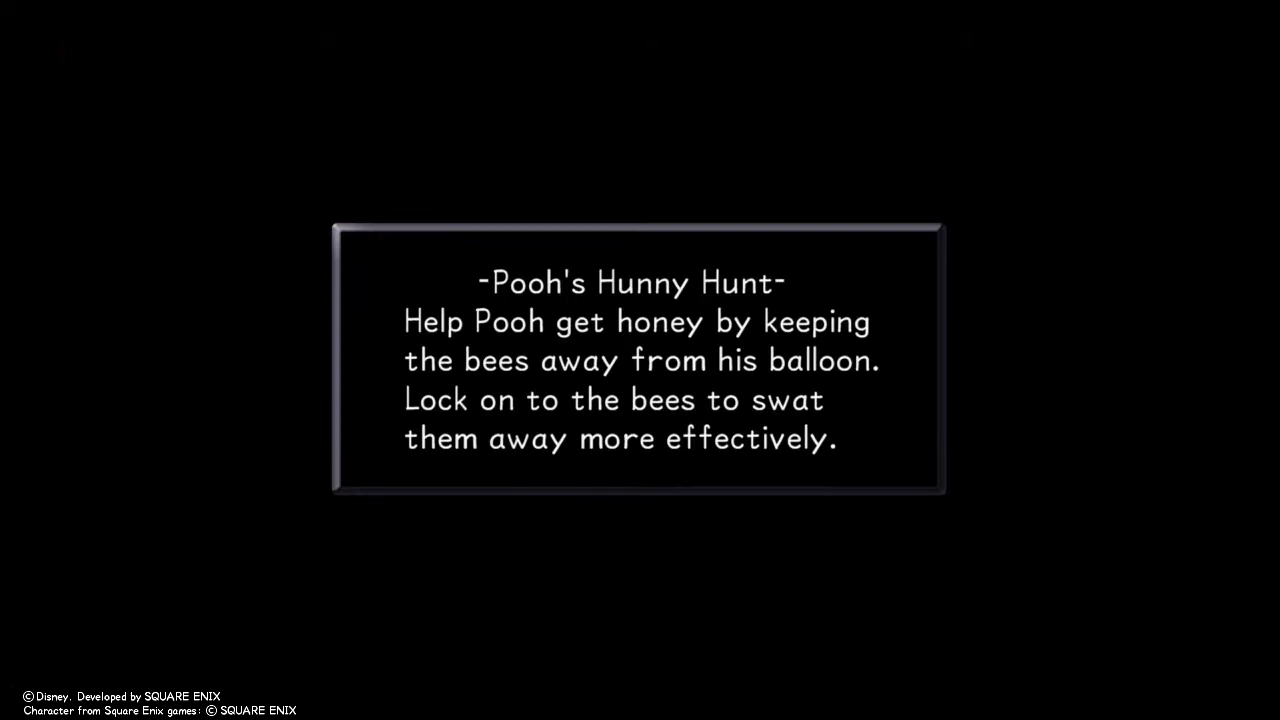 -Pooh's Hunny Hunt-
Help Pooh get honey by keeping
the bees away from his balloon.
Lock on to the bees to swat
them away more effectively.
©Disney. Developed by SQUARE ENIX
Character from Square Enix games: © SQUARE ENIX